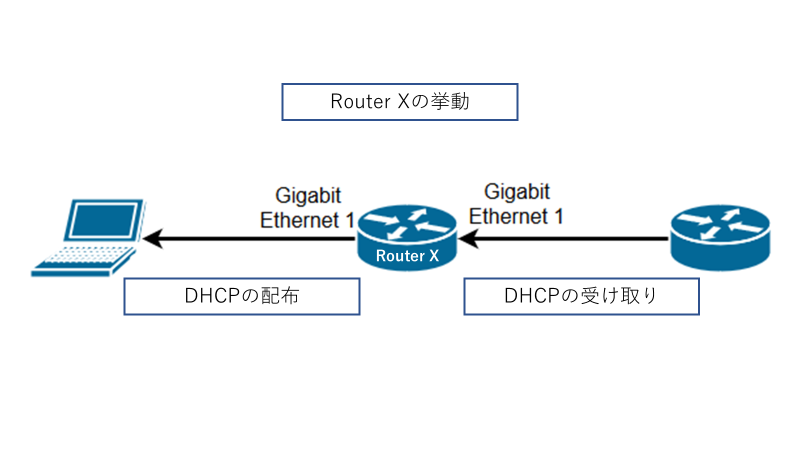 Router Xの挙動
Gigabit
Ethernet 1
Gigabit
Ethernet 1
Router X
DHCPの配布
DHCPの受け取り